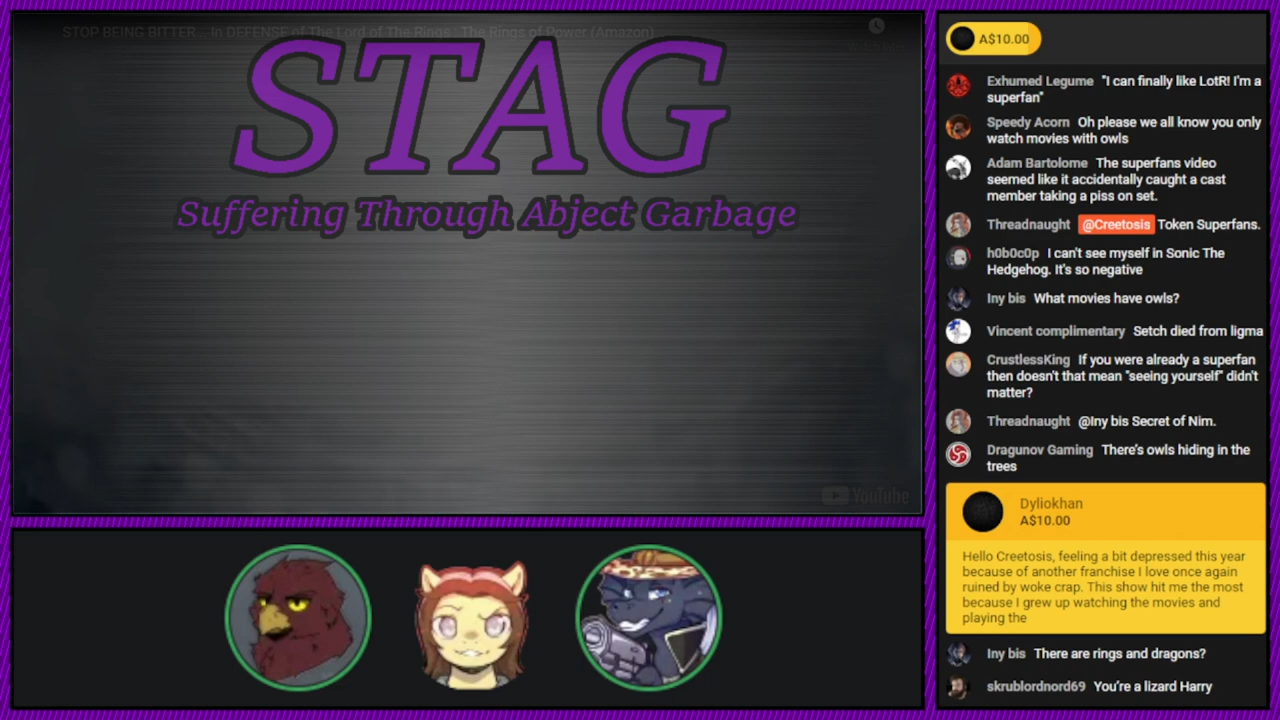 STOP BEING BITTER... In DEFENSE of The Lord of The Rings : The Rings of Power (Amazon)
STAG
Suffering Through Abject Garbage
YouTube
A$10.00
Exhumed Legume "I can finally like LotR! I'm a
superfan"
Speedy Acorn Oh please we all know you only
watch movies with owls
Adam Bartolome The superfans video
seemed like it accidentally caught a cast
member taking a piss on set.
Threadnaught @Creetosis Token Superfans.
h0b0c0p I can't see myself in Sonic The
Hedgehog. It's so negative
Iny bis What movies have owls?
Vincent complimentary Setch died from ligma
CrustlessKing If you were already a superfan
then doesn't that mean "seeing yourself" didn't
matter?
Threadnaught @Iny bis Secret of Nim.
Dragunov Gaming There's owls hiding in the
trees
Dyliokhan
A$10.00
Hello Creetosis, feeling a bit depressed this year
because of another franchise I love once again
ruined by woke crap. This show hit me the most
because I grew up watching the movies and
playing the
Iny bis There are rings and dragons?
skrublordnord69 You're a lizard Harry